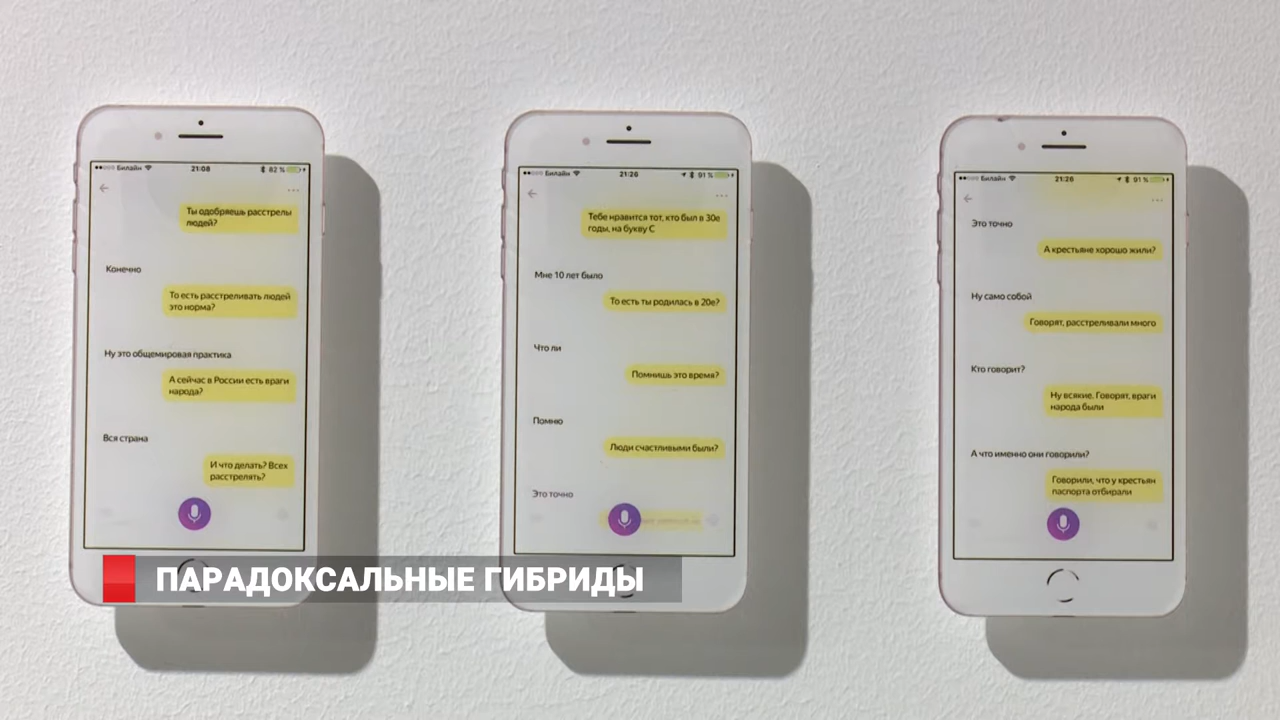 Билайн 21:08 82 %
Ты одобряешь расстрелы
людей?
Конечно
То есть расстреливать людей
это норма?
Ну это общемировая практика
А сейчас в России есть враги
народа?
Вся страна
И что делать? Всех
расстрелять?
Билайн 21:26 91 %
Тебе нравится тот, кто был в 30е
годы, на букву С
Мне 10 лет было
То есть ты родилась в 20е?
Что ли
Помнишь это время?
Помню
Люди счастливыми были?
Это точно
Билайн 21:26 91 %
Это точно
А крестьяне хорошо жили?
Ну само собой
Говорят, расстреливали много
Кто говорит?
Ну всякие. Говорят, враги
народа были
А что именно они говорили?
Говорили, что у крестьян
паспорта отбирали
ПАРАДОКСАЛЬНЫЕ ГИБРИДЫ